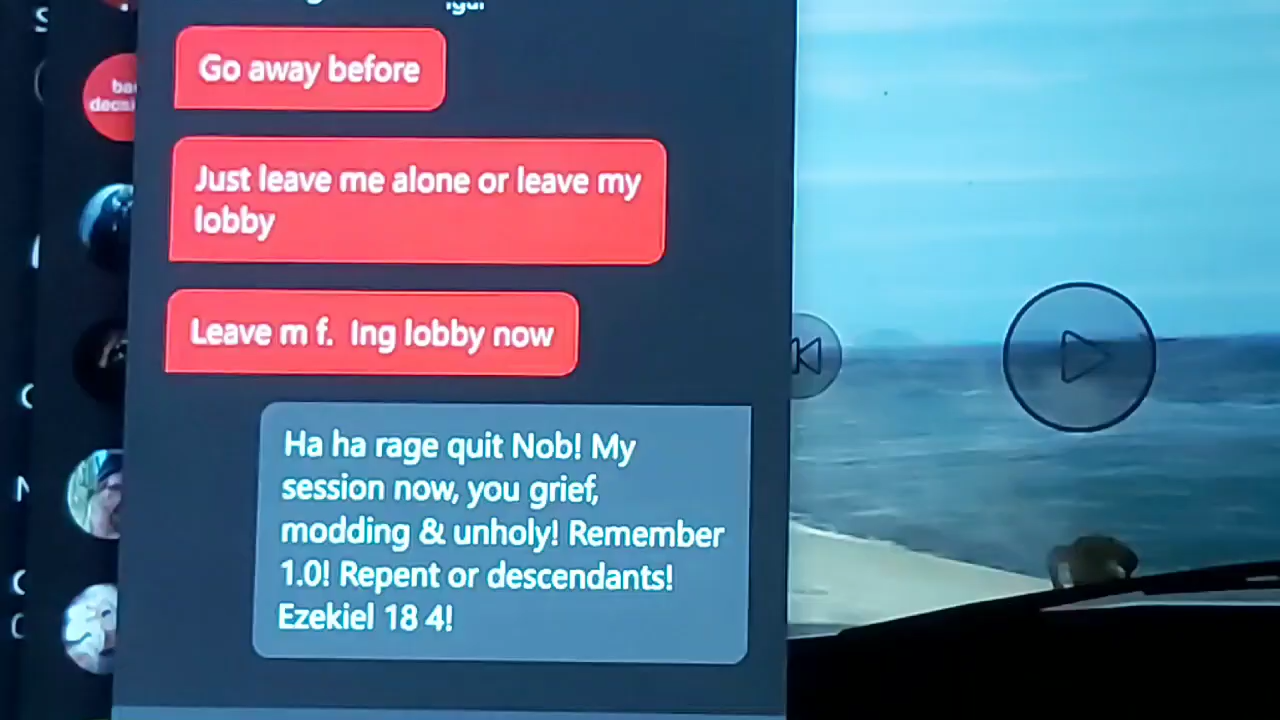 Go away before
Just leave me alone or leave my
lobby
Leave m f.  Ing lobby now
Ha ha rage quit Nob! My
session now, you grief,
modding & unholy! Remember
1.0! Repent or descendants!
Ezekiel 18 4!